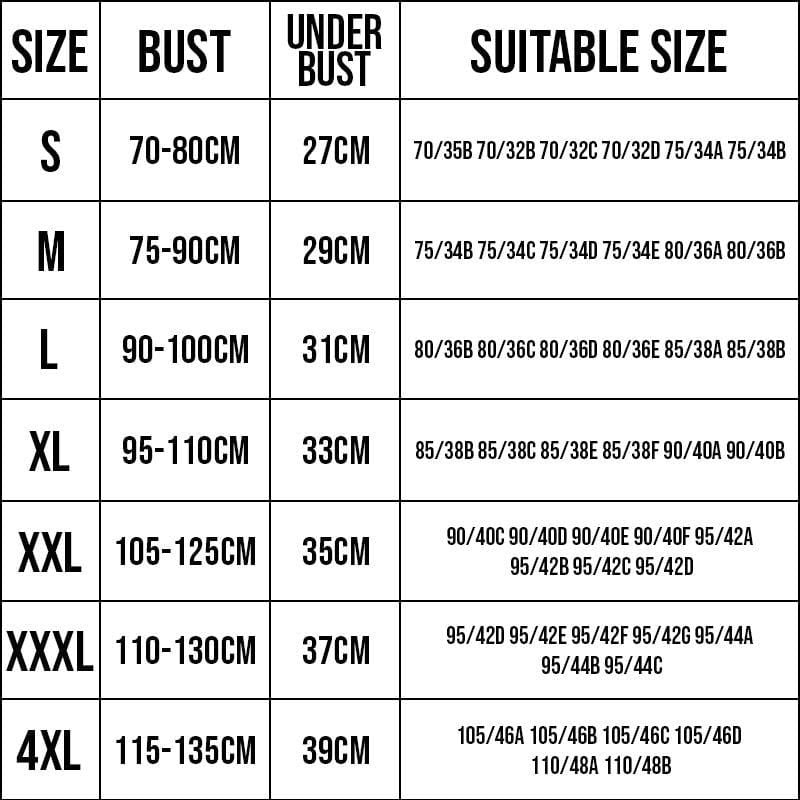 SIZE BUST UNDER BUST SUITABLE SIZE
S 70-80CM 27CM 70/35B 70/32B 70/32C 70/32D 75/34A 75/34B
M 75-90CM 29CM 75/34B 75/34C 75/34D 75/34E 80/36A 80/36B
L 90-100CM 31CM 80/36B 80/36C 80/36D 80/36E 85/38A 85/38B
XL 95-110CM 33CM 85/38B 85/38C 85/38E 85/38F 90/40A 90/40B
XXL 105-125CM 35CM 90/40C 90/40D 90/40E 90/40F 95/42A
95/42B 95/42C 95/42D
XXXL 110-130CM 37CM 95/42D 95/42E 95/42F 95/42G 95/44A
95/44B 95/44C
4XL 115-135CM 39CM 105/46A 105/46B 105/46C 105/46D
110/48A 110/48B